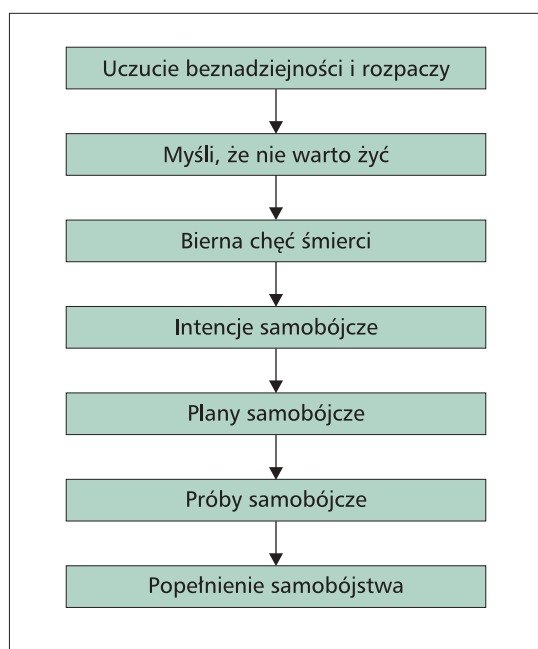 Uczucie beznadziejności i rozpaczy
Myśli, że nie warto żyć
Bierna chęć śmierci
Intencje samobójcze
Plany samobójcze
Próby samobójcze
Popełnienie samobójstwa